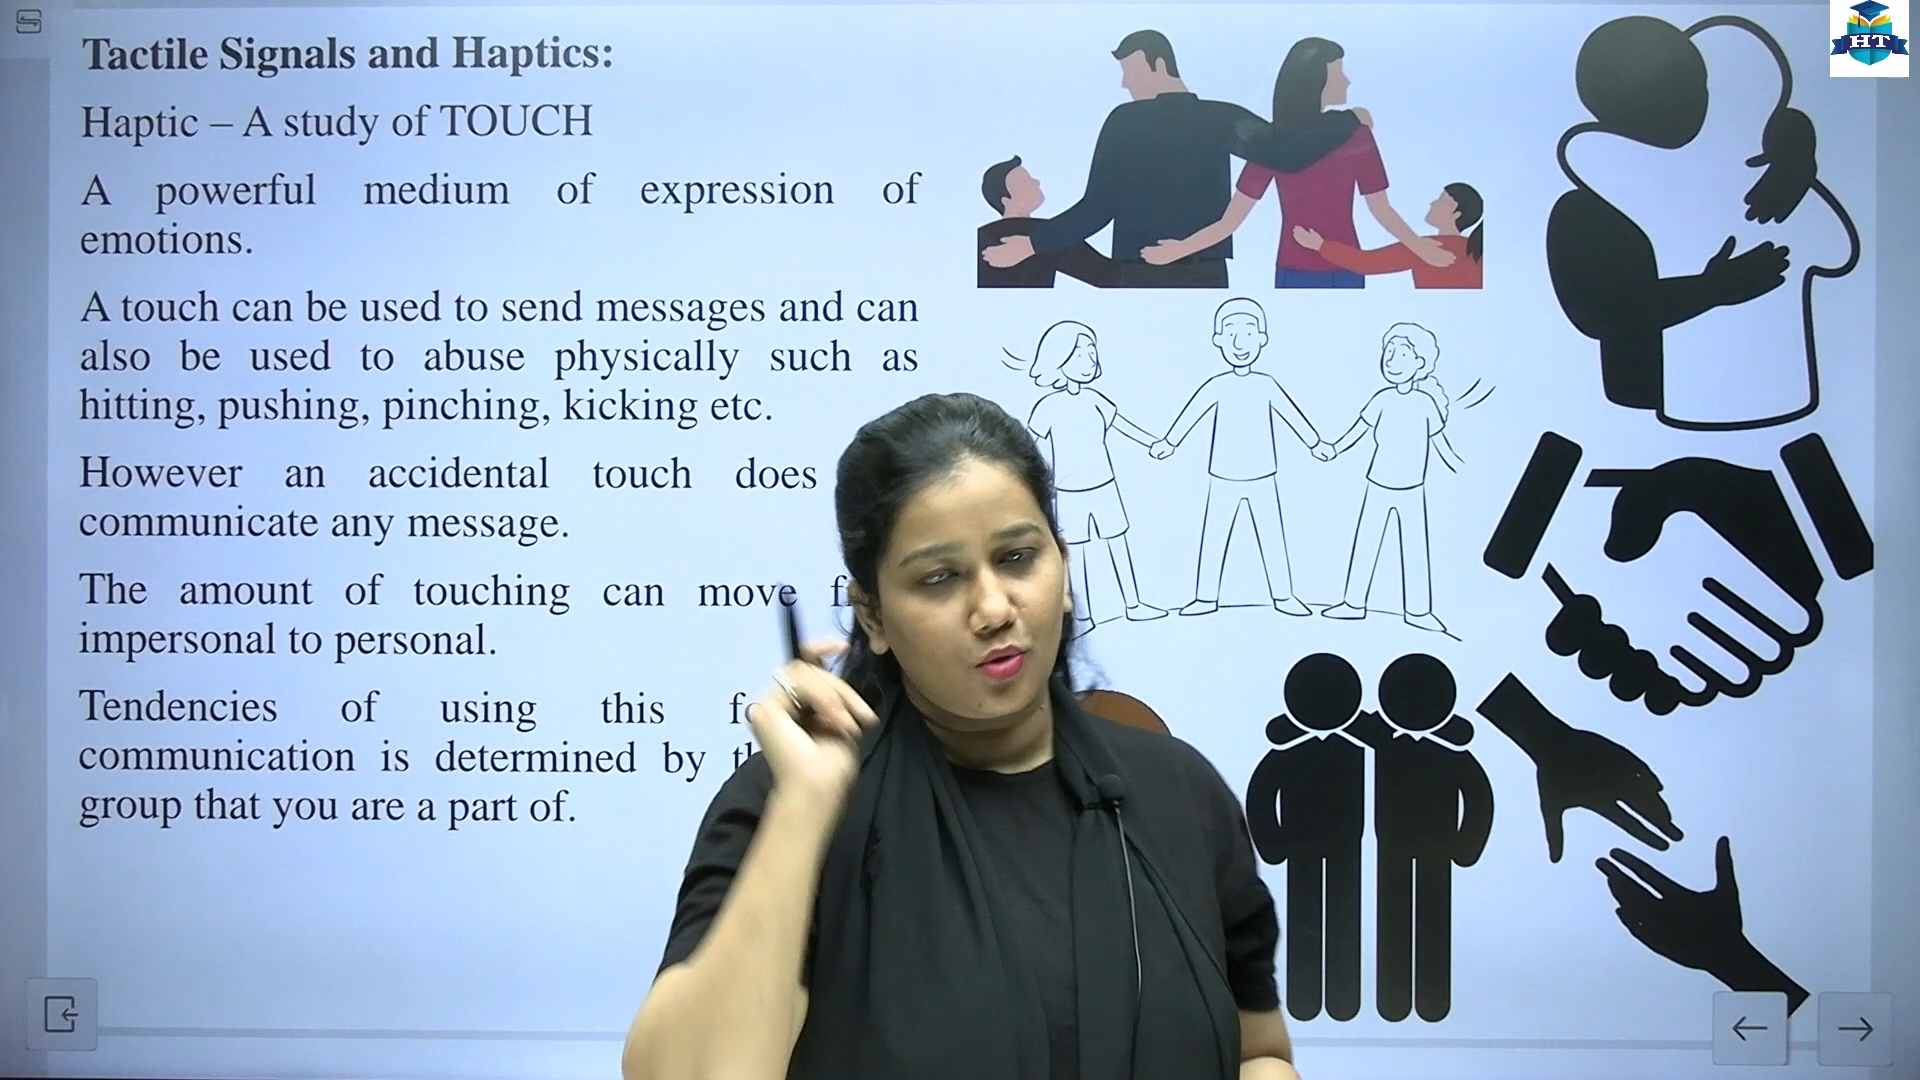 Tactile Signals and Haptics:
Haptic – A study of TOUCH
A powerful medium of expression of
emotions.
A touch can be used to send messages and can
also be used to abuse physically such as
hitting, pushing, pinching, kicking etc.
However an accidental touch does
communicate any message.
The amount of touching can move
impersonal to personal.
Tendencies of using this
communication is determined by
group that you are a part of.
HT